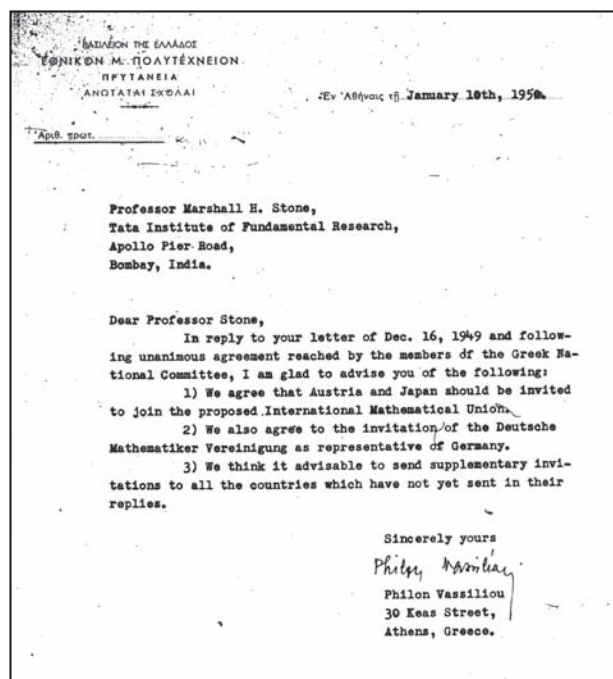 ΒΑΣΙΛΕΙΟΝ ΤΗΣ ΕΛΛΑΔΟΣ
ΕΘΝΙΚΟΝ Μ. ΠΟΛΥΤΕΧΝΕΙΟΝ
ΠΡΥΤΑΝΕΙΑ
ΑΝΩΤΑΤΑΙ ΣΧΟΛΑΙ
Ἐν Ἀθήναις τῇ January 10th, 1950.
Ἀριθ. πρωτ.
Professor Marshall H. Stone,
Tata Institute of Fundamental Research,
Apollo Pier Road,
Bombay, India.
Dear Professor Stone,
In reply to your letter of Dec. 16, 1949 and follow-
ing unanimous agreement reached by the members of the Greek Na-
tional Committee, I am glad to advise you of the following:
1) We agree that Austria and Japan should be invited
to join the proposed International Mathematical Union.
2) We also agree to the invitation of the Deutsche
Mathematiker Vereinigung as representative of Germany.
3) We think it advisable to send supplementary invi-
tations to all the countries which have not yet sent in their
replies.
Sincerely yours
Philon Vassiliou
Philon Vassiliou
30 Keas Street,
Athens, Greece.